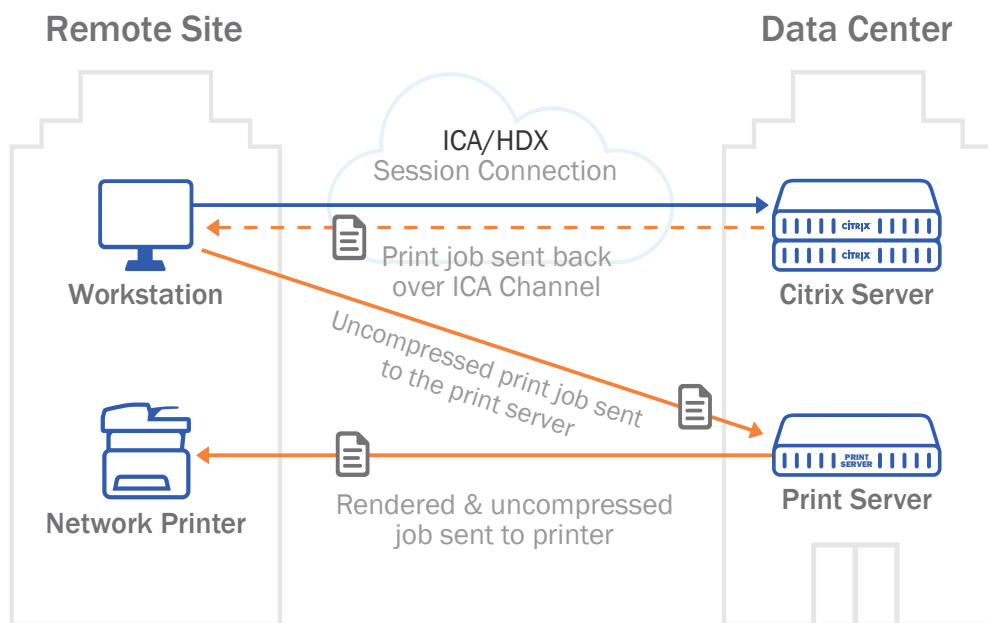 Remote Site
Data Center
ICA/HDX
Session Connection
citrix
citrix
Print job sent back
over ICA Channel
Workstation
Citrix Server
Uncompressed print job sent
to the print server
PRINT
SERVER
Network Printer
Print Server
Rendered & uncompressed
job sent to printer